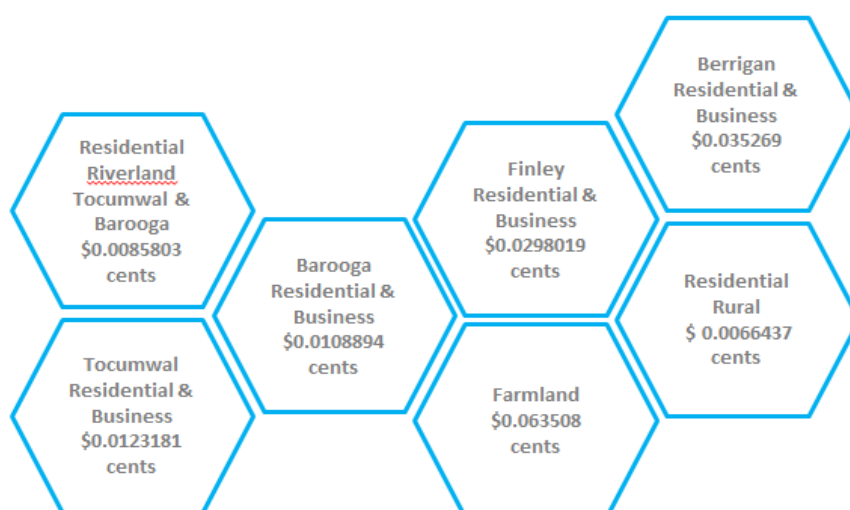 Residential
Riverland
Tocumwal &
Barooga
$0.0085803
cents
Tocumwal
Residential &
Business
$0.0123181
cents
Barooga
Residential &
Business
$0.0108894
cents
Finley
Residential &
Business
$0.0298019
cents
Farmland
$0.063508
cents
Berrigan
Residential &
Business
$0.035269
cents
Residential
Rural
$ 0.0066437
cents